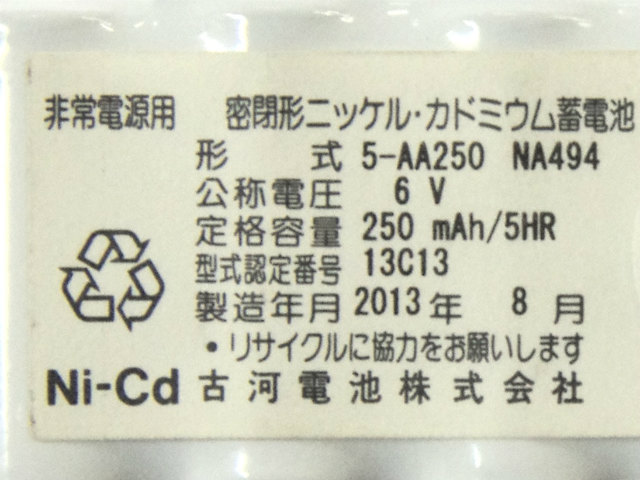 非常電源用 密閉形ニッケル・カドミウム蓄電池
形 式 5-AA250 NA494
公称電圧 6 V
定格容量 250 mAh/5HR
型式認定番号 13C13
製造年月 2013年 8月
・リサイクルに協力をお願いします
Ni-Cd 古河電池株式会社